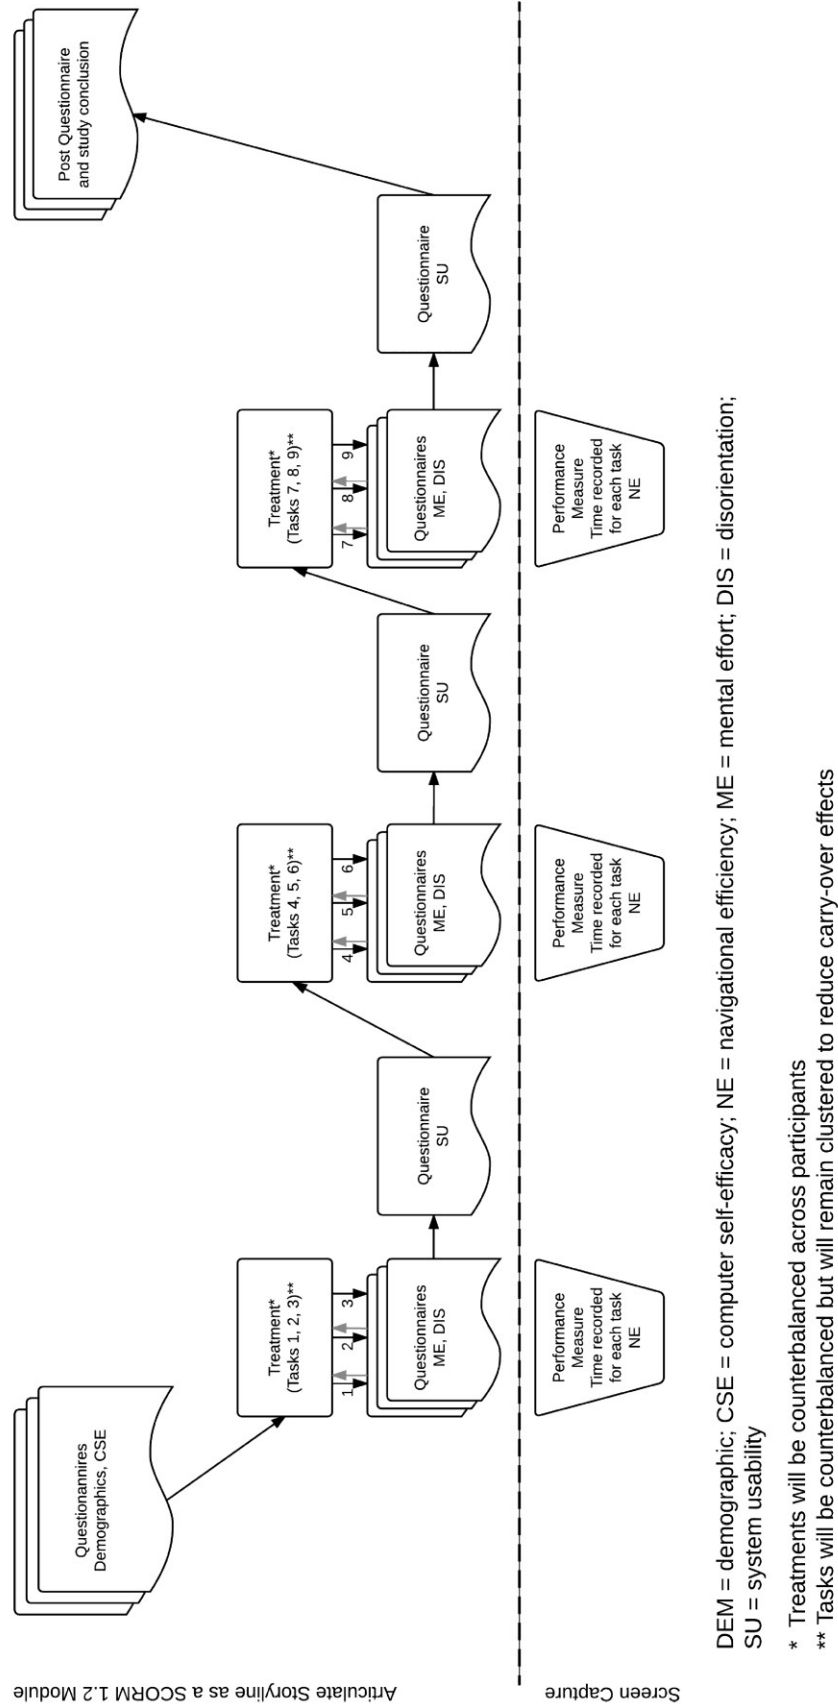 Articulate Storyline as a SCORM 1.2 Module
Questionannires
Demographics, CSE
Treatment*
(Tasks 1, 2, 3)**
1
2
3
Questionnaires
ME, DIS
Questionnaire
SU
Treatment*
(Tasks 4, 5, 6)**
4
5
6
Questionnaires
ME, DIS
Questionnaire
SU
Treatment*
(Tasks 7, 8, 9)**
7
8
9
Questionnaires
ME, DIS
Questionnaire
SU
Post Questionnaire
and study conclusion
Screen Capture
Performance
Measure
Time recorded
for each task
NE
Performance
Measure
Time recorded
for each task
NE
Performance
Measure
Time recorded
for each task
NE
DEM = demographic; CSE = computer self-efficacy; NE = navigational efficiency; ME = mental effort; DIS = disorientation;
SU = system usability
* Treatments will be counterbalanced across participants
** Tasks will be counterbalanced but will remain clustered to reduce carry-over effects